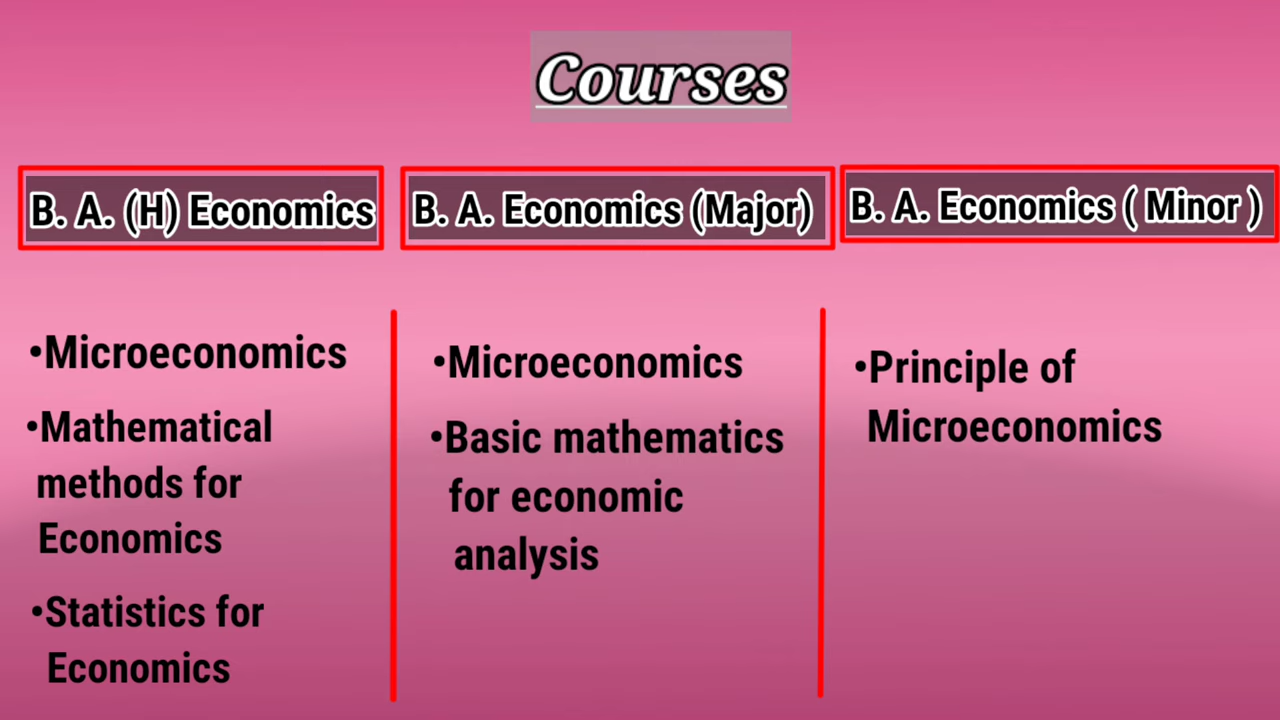 Courses
B. A. (H) Economics
B. A. Economics (Major)
B. A. Economics ( Minor )
•Microeconomics
•Mathematical
methods for
Economics
•Statistics for
Economics
•Microeconomics
•Basic mathematics
for economic
analysis
•Principle of
Microeconomics